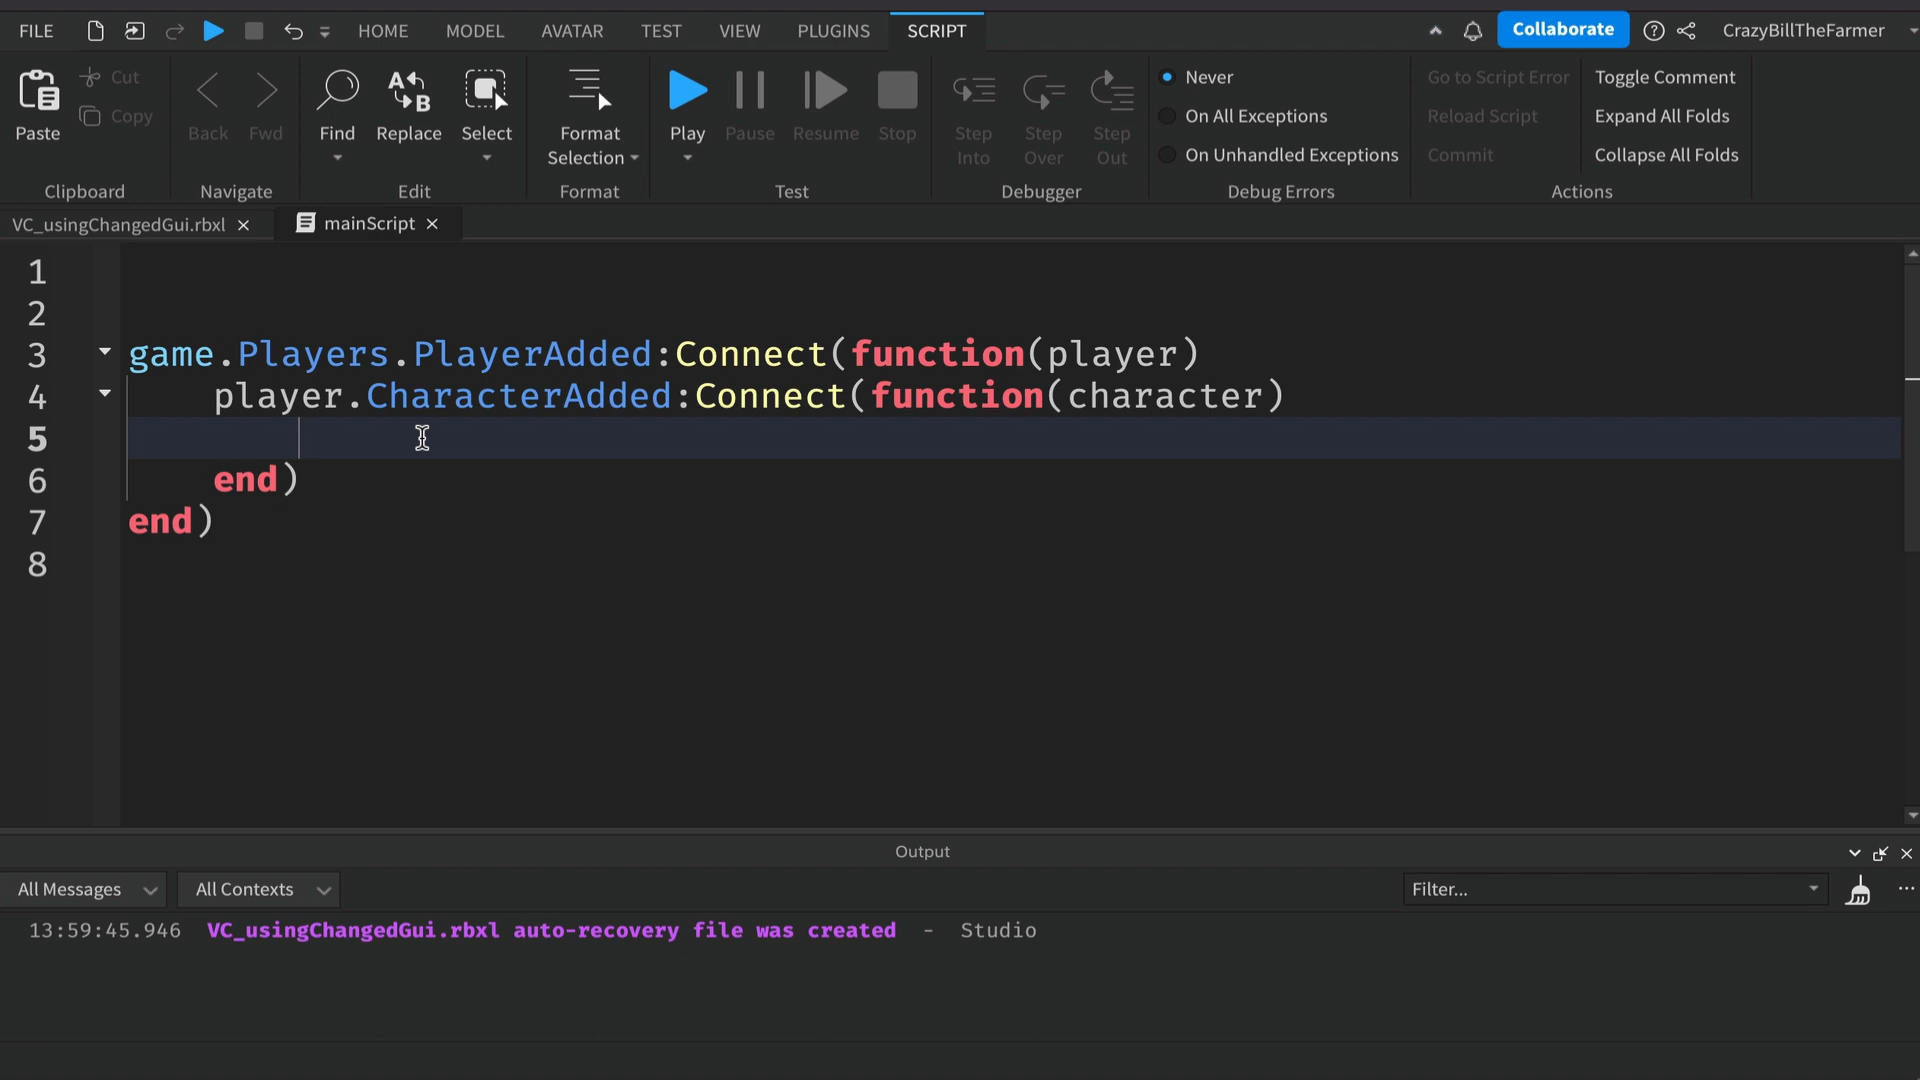 FILE HOME MODEL AVATAR TEST VIEW PLUGINS SCRIPT Collaborate CrazyBillTheFarmer
Paste Cut Copy
Clipboard
Back Fwd
Navigate
Find Replace Select
Edit
Format
Selection
Format
Play Pause Resume Stop
Test
Step Into Step Over Step Out
Debugger
Never
On All Exceptions
On Unhandled Exceptions
Debug Errors
Go to Script Error Toggle Comment
Reload Script Expand All Folds
Commit Collapse All Folds
Actions
VC_usingChangedGui.rbxl mainScript
1
2
3 game.Players.PlayerAdded:Connect(function(player)
4 player.CharacterAdded:Connect(function(character)
5
6 end)
7 end)
8
Output
All Messages All Contexts Filter...
13:59:45.946 VC_usingChangedGui.rbxl auto-recovery file was created - Studio